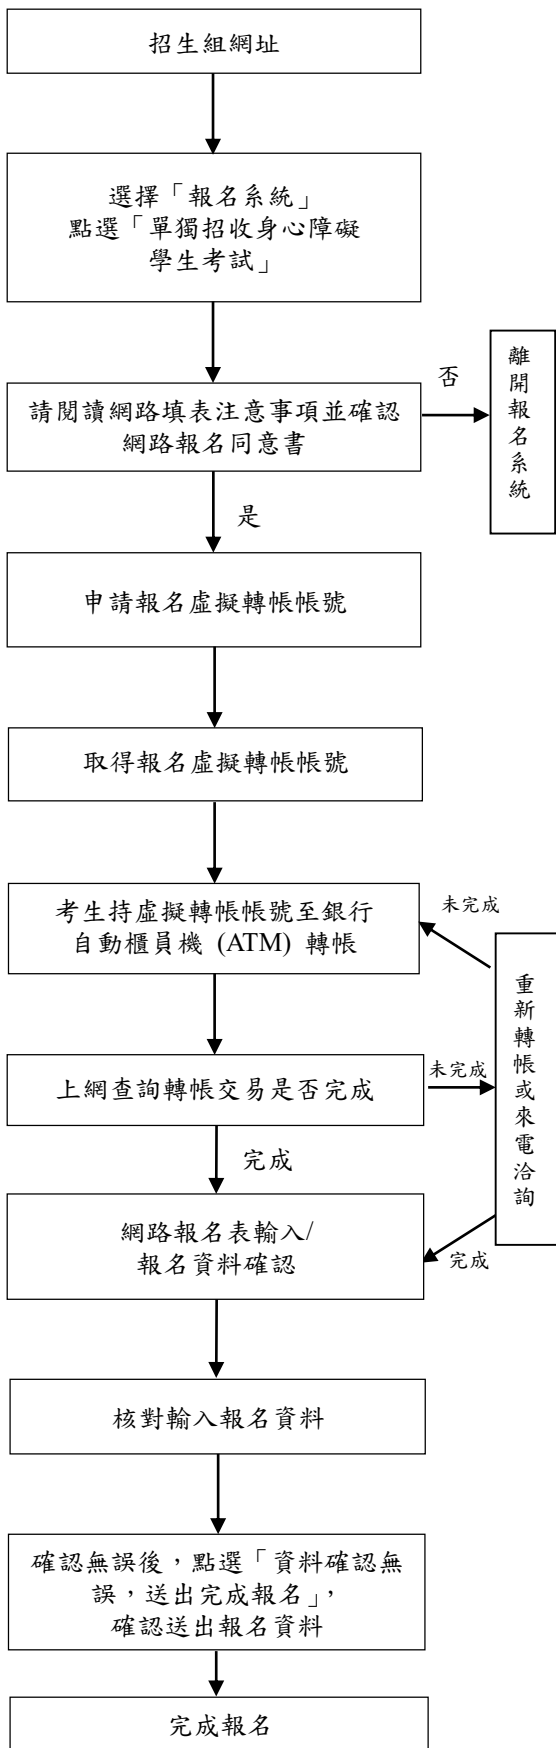 招生組網址
選擇「報名系統」
點選「單獨招收身心障礙
學生考試」
請閱讀網路填表注意事項並確認
網路報名同意書
否
離開報名系統
是
申請報名虛擬轉帳帳號
取得報名虛擬轉帳帳號
考生持虛擬轉帳帳號至銀行
自動櫃員機 (ATM) 轉帳
未完成
重新轉帳或來電洽詢
上網查詢轉帳交易是否完成
未完成
完成
網路報名表輸入/
報名資料確認
完成
核對輸入報名資料
確認無誤後，點選「資料確認無
誤，送出完成報名」，
確認送出報名資料
完成報名